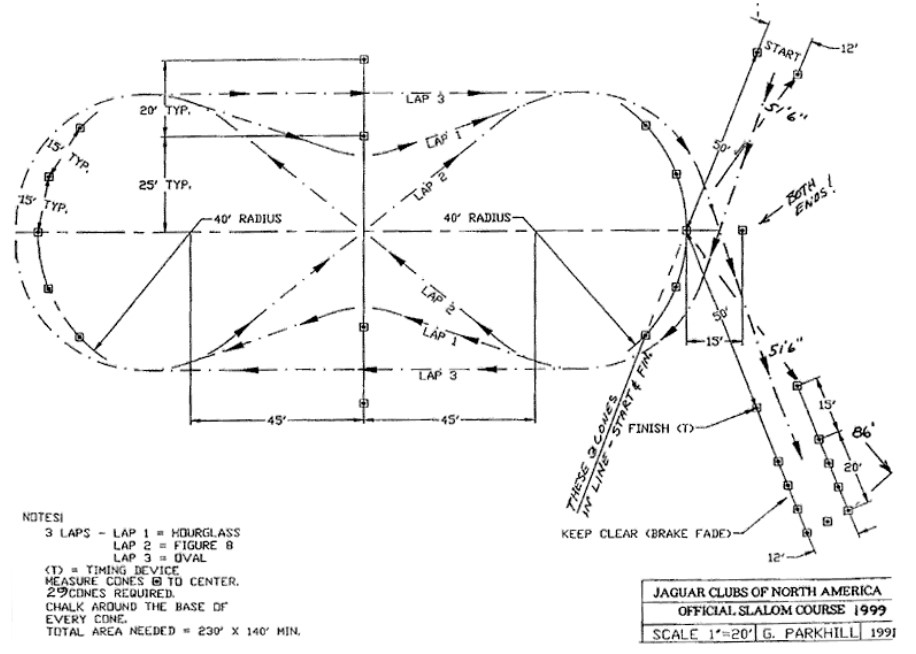 START
12'
51'6"
50'
LAP 3
20' TYP.
LAP 1
15' TYP.
LAP 2
25' TYP.
15' TYP.
BOTH
ENDS!
40' RADIUS
40' RADIUS
LAP 2
50'
LAP 1
15'
51'6"
LAP 3
15'
45'
45'
FINISH (T)
86'
20'
THESE 3 CONES
IN LINE - START & FIN.
KEEP CLEAR (BRAKE FADE)
12'
NOTES!
3 LAPS - LAP 1 = HOURGLASS
LAP 2 = FIGURE 8
LAP 3 = OVAL
(T) = TIMING DEVICE
MEASURE CONES TO CENTER.
29 CONES REQUIRED.
CHALK AROUND THE BASE OF
EVERY CONE.
TOTAL AREA NEEDED = 230' X 140' MIN.
JAGUAR CLUBS OF NORTH AMERICA
OFFICIAL SLALOM COURSE 1999
SCALE 1"=20' G. PARKHILL 1991